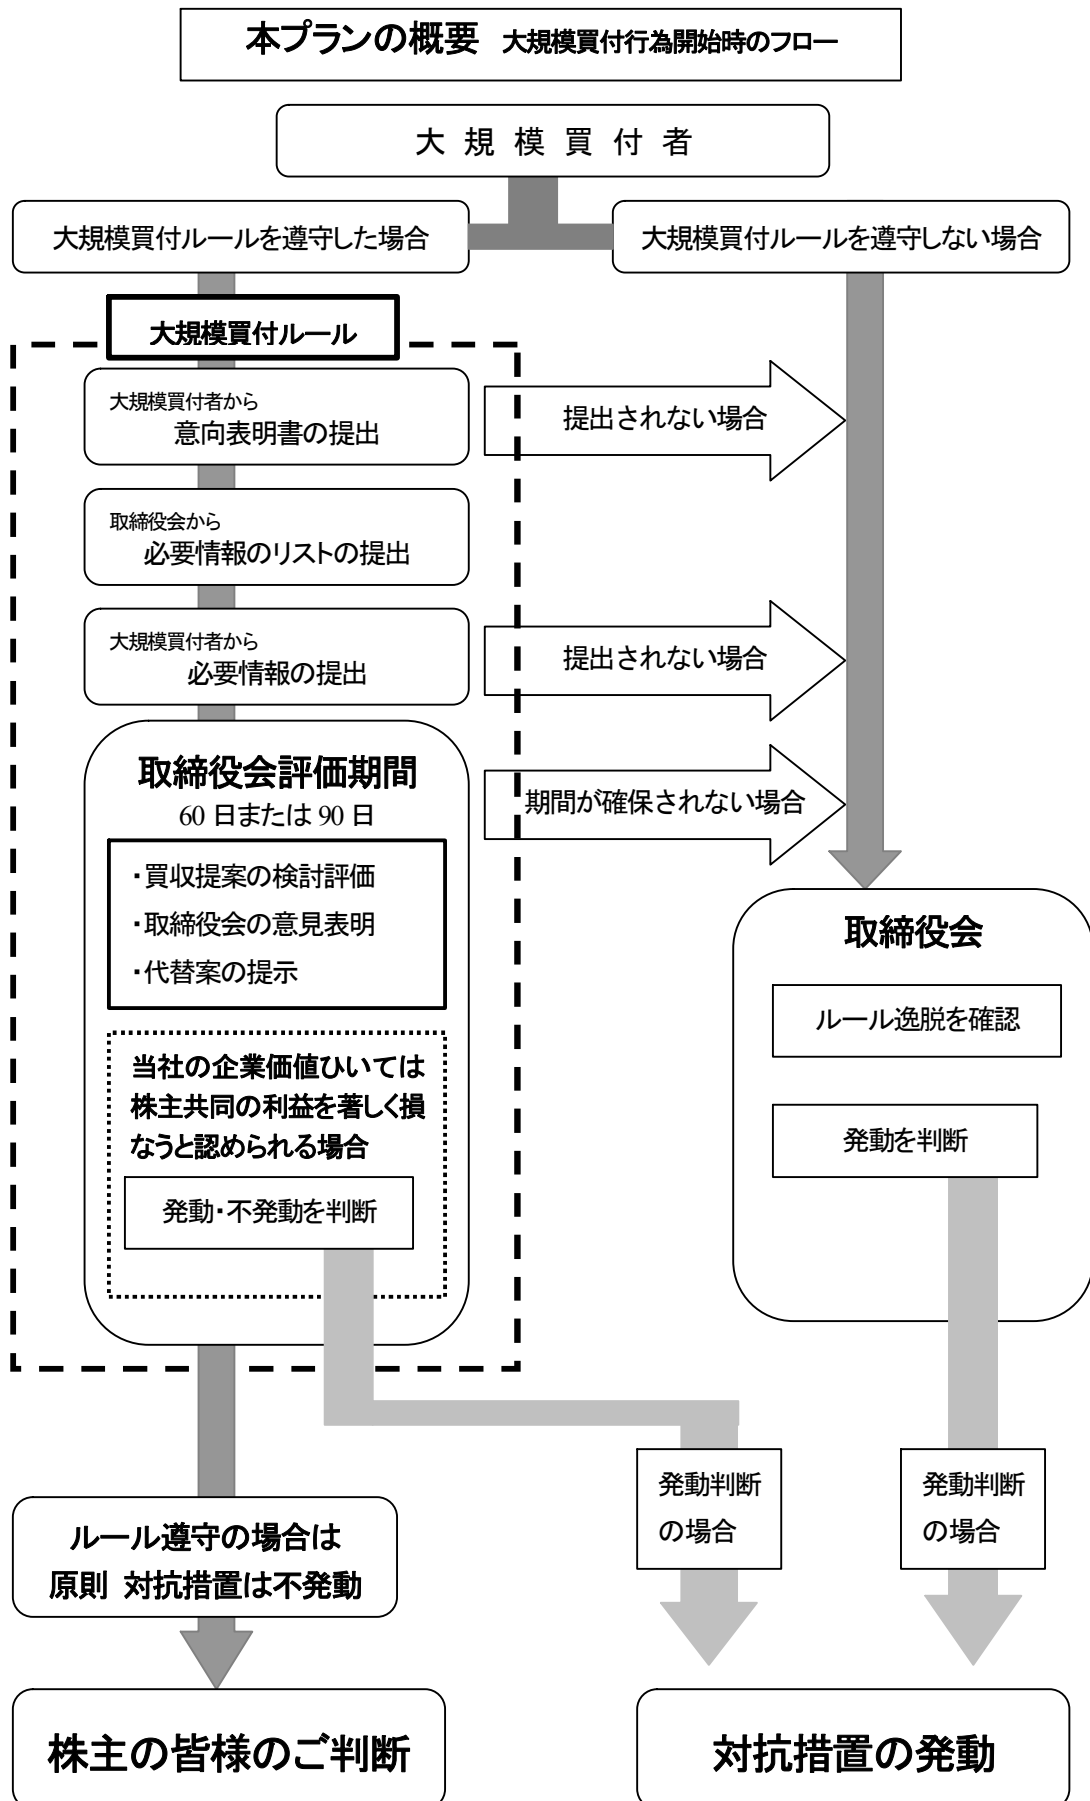 本プランの概要 大規模買付行為開始時のフロー
大 規 模 買 付 者
大規模買付ルールを遵守した場合
大規模買付ルールを遵守しない場合
大規模買付ルール
大規模買付者から
意向表明書の提出
提出されない場合
取締役会から
必要情報のリストの提出
大規模買付者から
必要情報の提出
提出されない場合
取締役会評価期間
60 日または 90 日
期間が確保されない場合
・買収提案の検討評価
・取締役会の意見表明
・代替案の提示
当社の企業価値ひいては
株主共同の利益を著しく損
なうと認められる場合
発動・不発動を判断
取締役会
ルール逸脱を確認
発動を判断
発動判断
の場合
発動判断
の場合
ルール遵守の場合は
原則 対抗措置は不発動
株主の皆様のご判断
対抗措置の発動